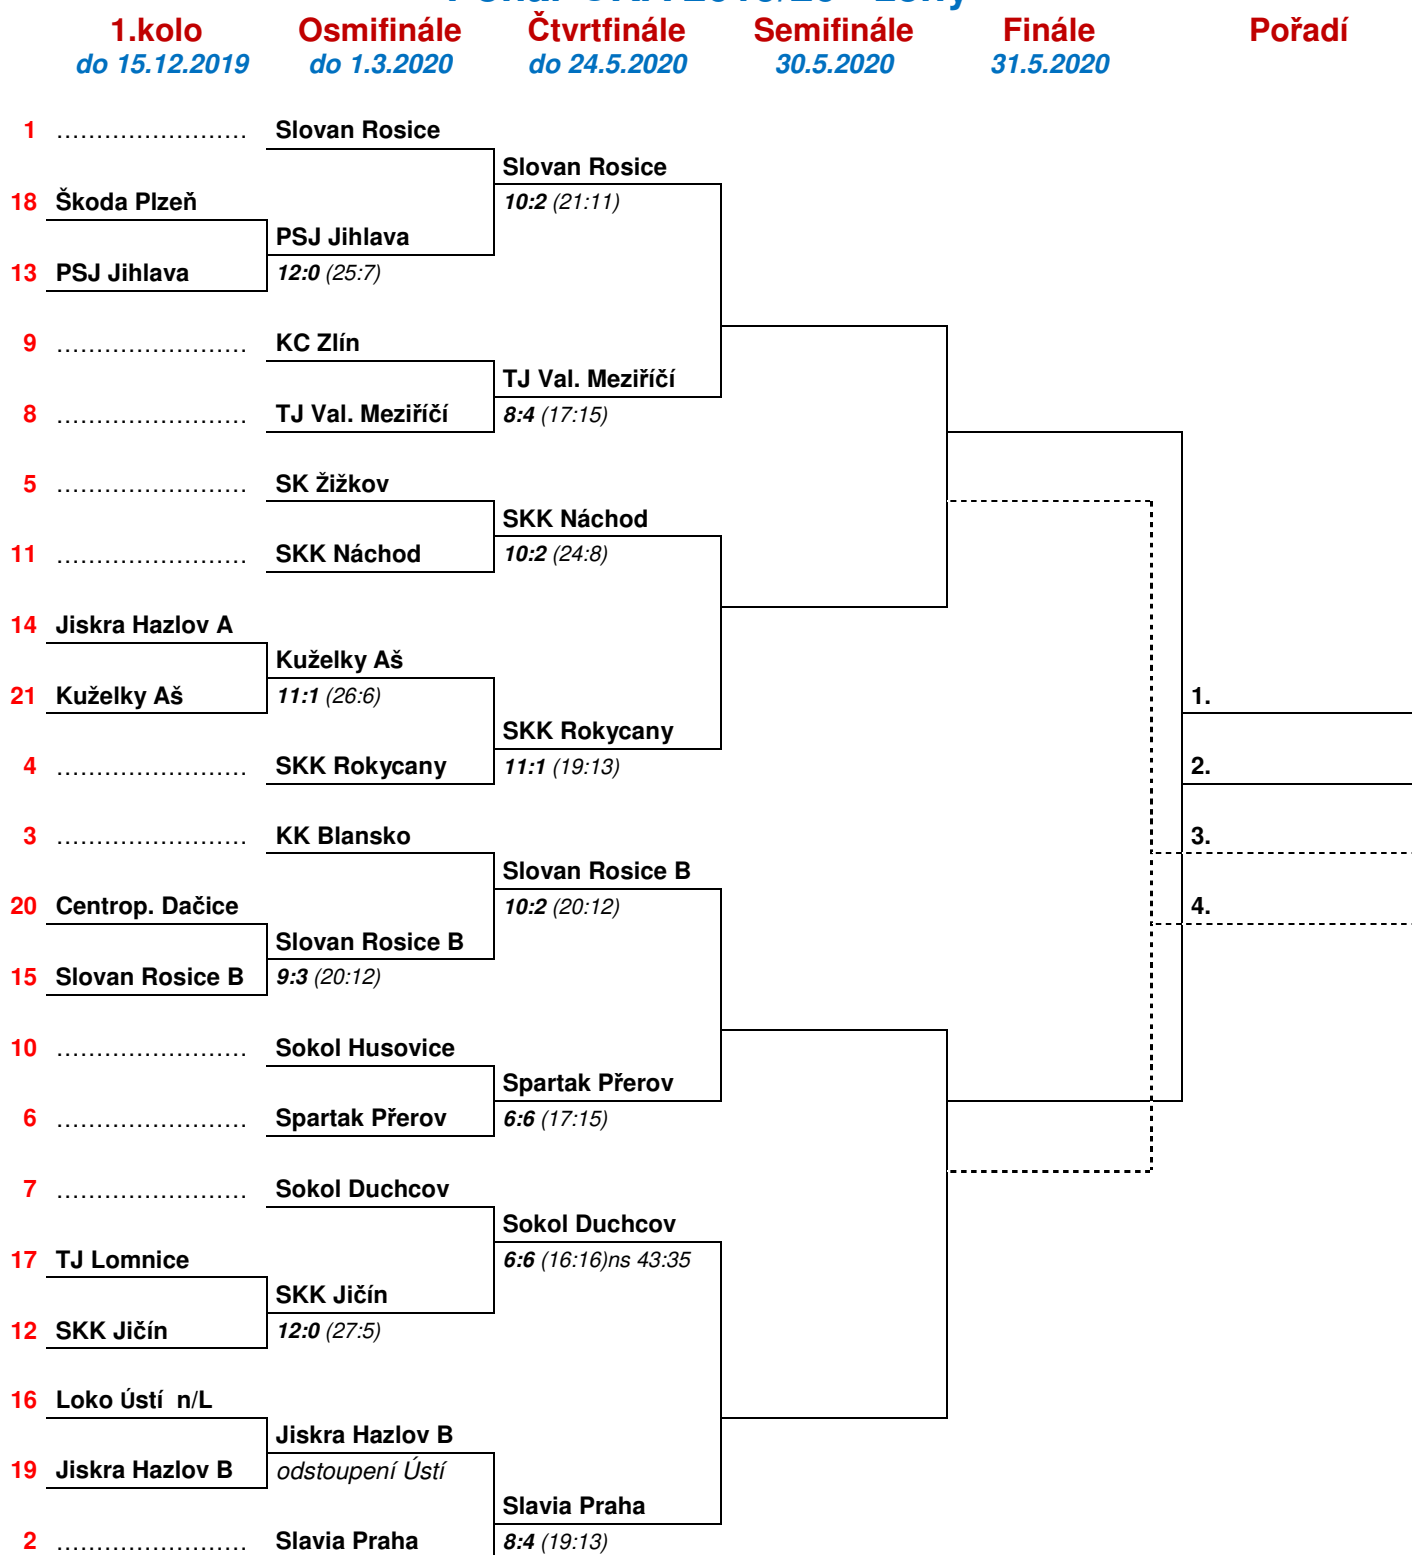 1.kolo Osmifinále Čtvrtfinále Semifinále Finále Pořadí
do 15.12.2019 do 1.3.2020 do 24.5.2020 30.5.2020 31.5.2020
1 ........................ Slovan Rosice
Slovan Rosice
18 Škoda Plzeň 10:2 (21:11)
PSJ Jihlava
13 PSJ Jihlava 12:0 (25:7)
9 ........................ KC Zlín
TJ Val. Meziříčí
8 ........................ TJ Val. Meziříčí 8:4 (17:15)
5 ........................ SK Žižkov
SKK Náchod
11 ........................ SKK Náchod 10:2 (24:8)
14 Jiskra Hazlov A
Kuželky Aš
21 Kuželky Aš 11:1 (26:6) 1.
SKK Rokycany
4 ........................ SKK Rokycany 11:1 (19:13) 2.
3 ........................ KK Blansko 3.
Slovan Rosice B
20 Centrop. Dačice 10:2 (20:12) 4.
Slovan Rosice B
15 Slovan Rosice B 9:3 (20:12)
10 ........................ Sokol Husovice
Spartak Přerov
6 ........................ Spartak Přerov 6:6 (17:15)
7 ........................ Sokol Duchcov
Sokol Duchcov
17 TJ Lomnice 6:6 (16:16)ns 43:35
SKK Jičín
12 SKK Jičín 12:0 (27:5)
16 Loko Ústí n/L
Jiskra Hazlov B
19 Jiskra Hazlov B odstoupení Ústí
Slavia Praha
2 ........................ Slavia Praha 8:4 (19:13)